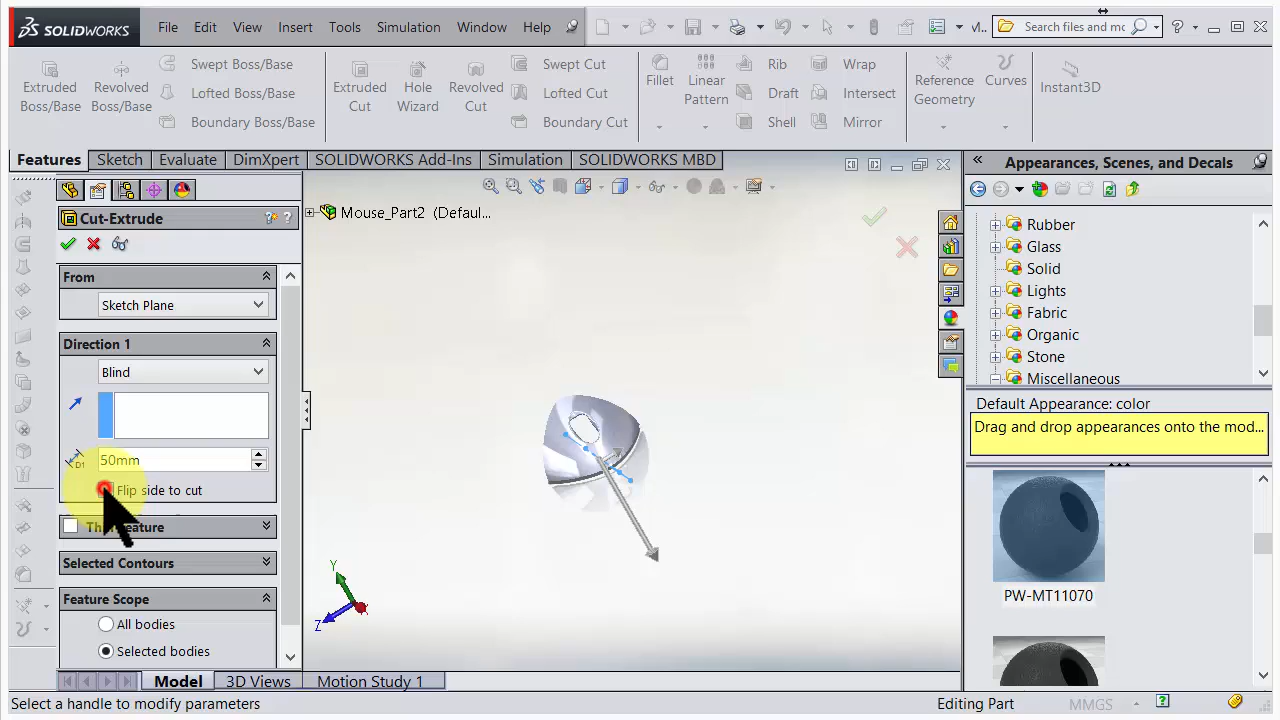 SOLIDWORKS File Edit View Insert Tools Simulation Window Help Search files and mo
Extruded Boss/Base
Revolved Boss/Base
Swept Boss/Base
Lofted Boss/Base
Boundary Boss/Base
Extruded Cut
Hole Wizard
Revolved Cut
Swept Cut
Lofted Cut
Boundary Cut
Fillet
Linear Pattern
Rib
Draft
Shell
Wrap
Intersect
Mirror
Reference Geometry
Curves
Instant3D
Features Sketch Evaluate DimXpert SOLIDWORKS Add-Ins Simulation SOLIDWORKS MBD
Cut-Extrude
From
Sketch Plane
Direction 1
Blind
D1
50mm
Flip side to cut
Selected Contours
Feature Scope
All bodies
Selected bodies
Mouse_Part2 (Defaul...
Y
Z
Model 3D Views Motion Study 1
Select a handle to modify parameters
Editing Part
MMGS
Appearances, Scenes, and Decals
Rubber
Glass
Solid
Lights
Fabric
Organic
Stone
Miscellaneous
Default Appearance: color
Drag and drop appearances onto the mod...
PW-MT11070